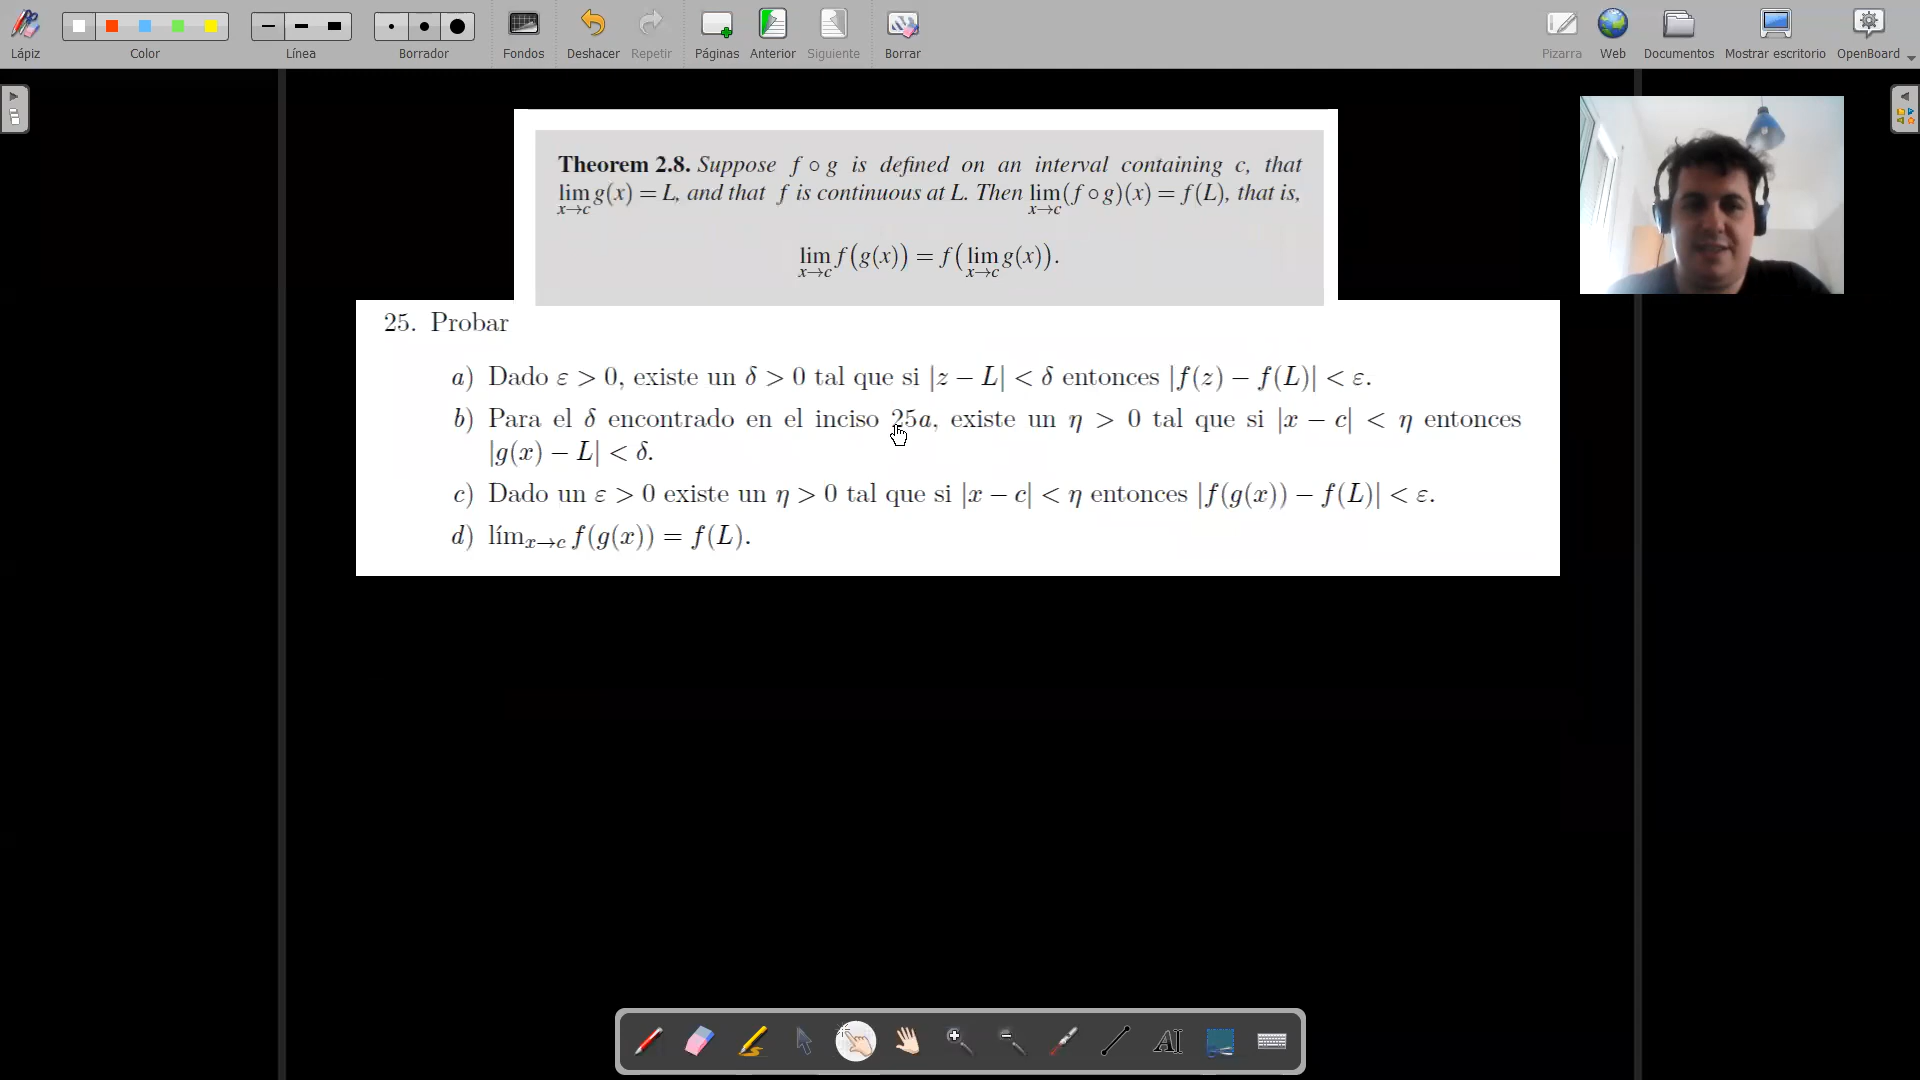 Lápiz Color Línea Borrador Fondos Deshacer Repetir Páginas Anterior Siguiente Borrar Pizarra Web Documentos Mostrar escritorio OpenBoard
Theorem 2.8. Suppose f ∘ g is defined on an interval containing c, that
lim_{x→c} g(x) = L, and that f is continuous at L. Then lim_{x→c} (f ∘ g)(x) = f(L), that is,
lim_{x→c} f(g(x)) = f(lim_{x→c} g(x)).
25. Probar
a) Dado ε > 0, existe un δ > 0 tal que si |z − L| < δ entonces |f(z) − f(L)| < ε.
b) Para el δ encontrado en el inciso 25a, existe un η > 0 tal que si |x − c| < η entonces
|g(x) − L| < δ.
c) Dado un ε > 0 existe un η > 0 tal que si |x − c| < η entonces |f(g(x)) − f(L)| < ε.
d) lím_{x→c} f(g(x)) = f(L).
AI